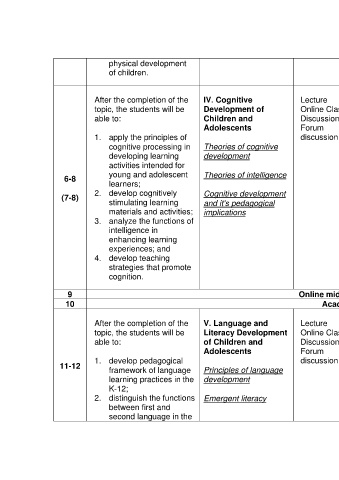 physical development
of children.
6-8
(7-8)
After the completion of the
topic, the students will be
able to:
1. apply the principles of
cognitive processing in
developing learning
activities intended for
young and adolescent
learners;
2. develop cognitively
stimulating learning
materials and activities;
3. analyze the functions of
intelligence in
enhancing learning
experiences; and
4. develop teaching
strategies that promote
cognition.
IV. Cognitive
Development of
Children and
Adolescents
Theories of cognitive
development
Theories of intelligence
Cognitive development
and it's pedagogical
implications
Lecture
Online Clas
Discussion
Forum
discussion
9
Online mid
10
Acad
11-12
After the completion of the
topic, the students will be
able to:
1. develop pedagogical
framework of language
learning practices in the
K-12;
2. distinguish the functions
between first and
second language in the
V. Language and
Literacy Development
of Children and
Adolescents
Principles of language
development
Emergent literacy
Lecture
Online Clas
Discussion
Forum
discussion